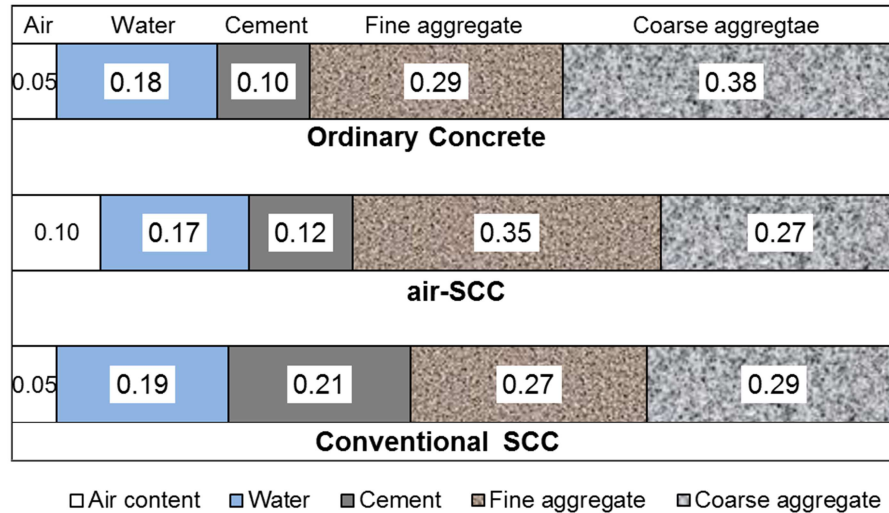 Air Water Cement Fine aggregate Coarse aggregtae
0.05 0.18 0.10 0.29 0.38
Ordinary Concrete
0.10 0.17 0.12 0.35 0.27
air-SCC
0.05 0.19 0.21 0.27 0.29
Conventional SCC
Air content Water Cement Fine aggregate Coarse aggregate